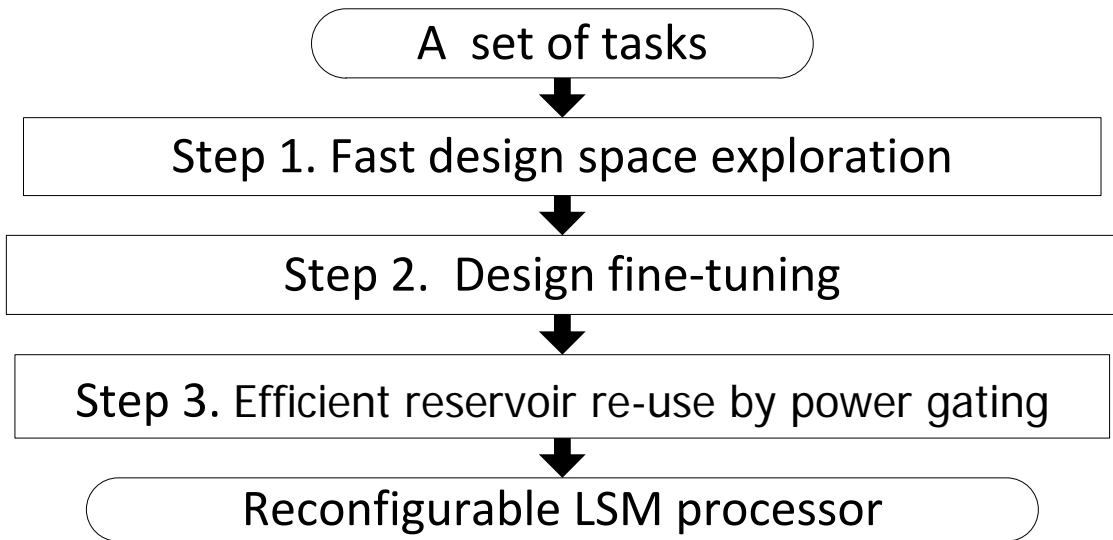 A set of tasks
Step 1. Fast design space exploration
Step 2. Design fine-tuning
Step 3. Efficient reservoir re-use by power gating
Reconfigurable LSM processor